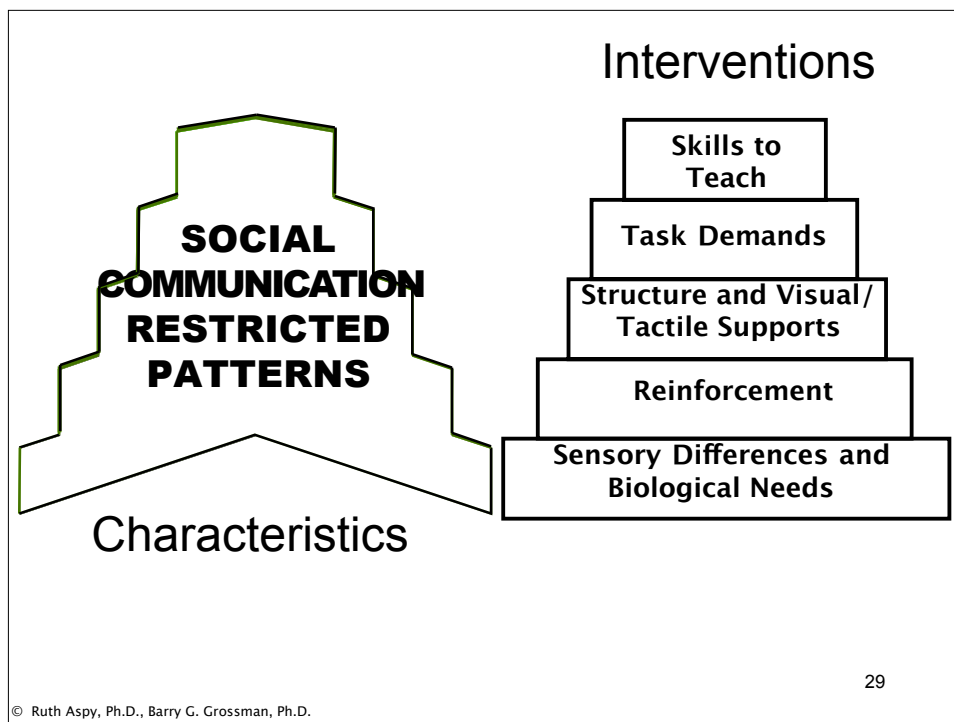 Interventions
SOCIAL
COMMUNICATION
RESTRICTED
PATTERNS
Characteristics
Skills to
Teach
Task Demands
Structure and Visual/
Tactile Supports
Reinforcement
Sensory Differences and
Biological Needs
29
© Ruth Aspy, Ph.D., Barry G. Grossman, Ph.D.